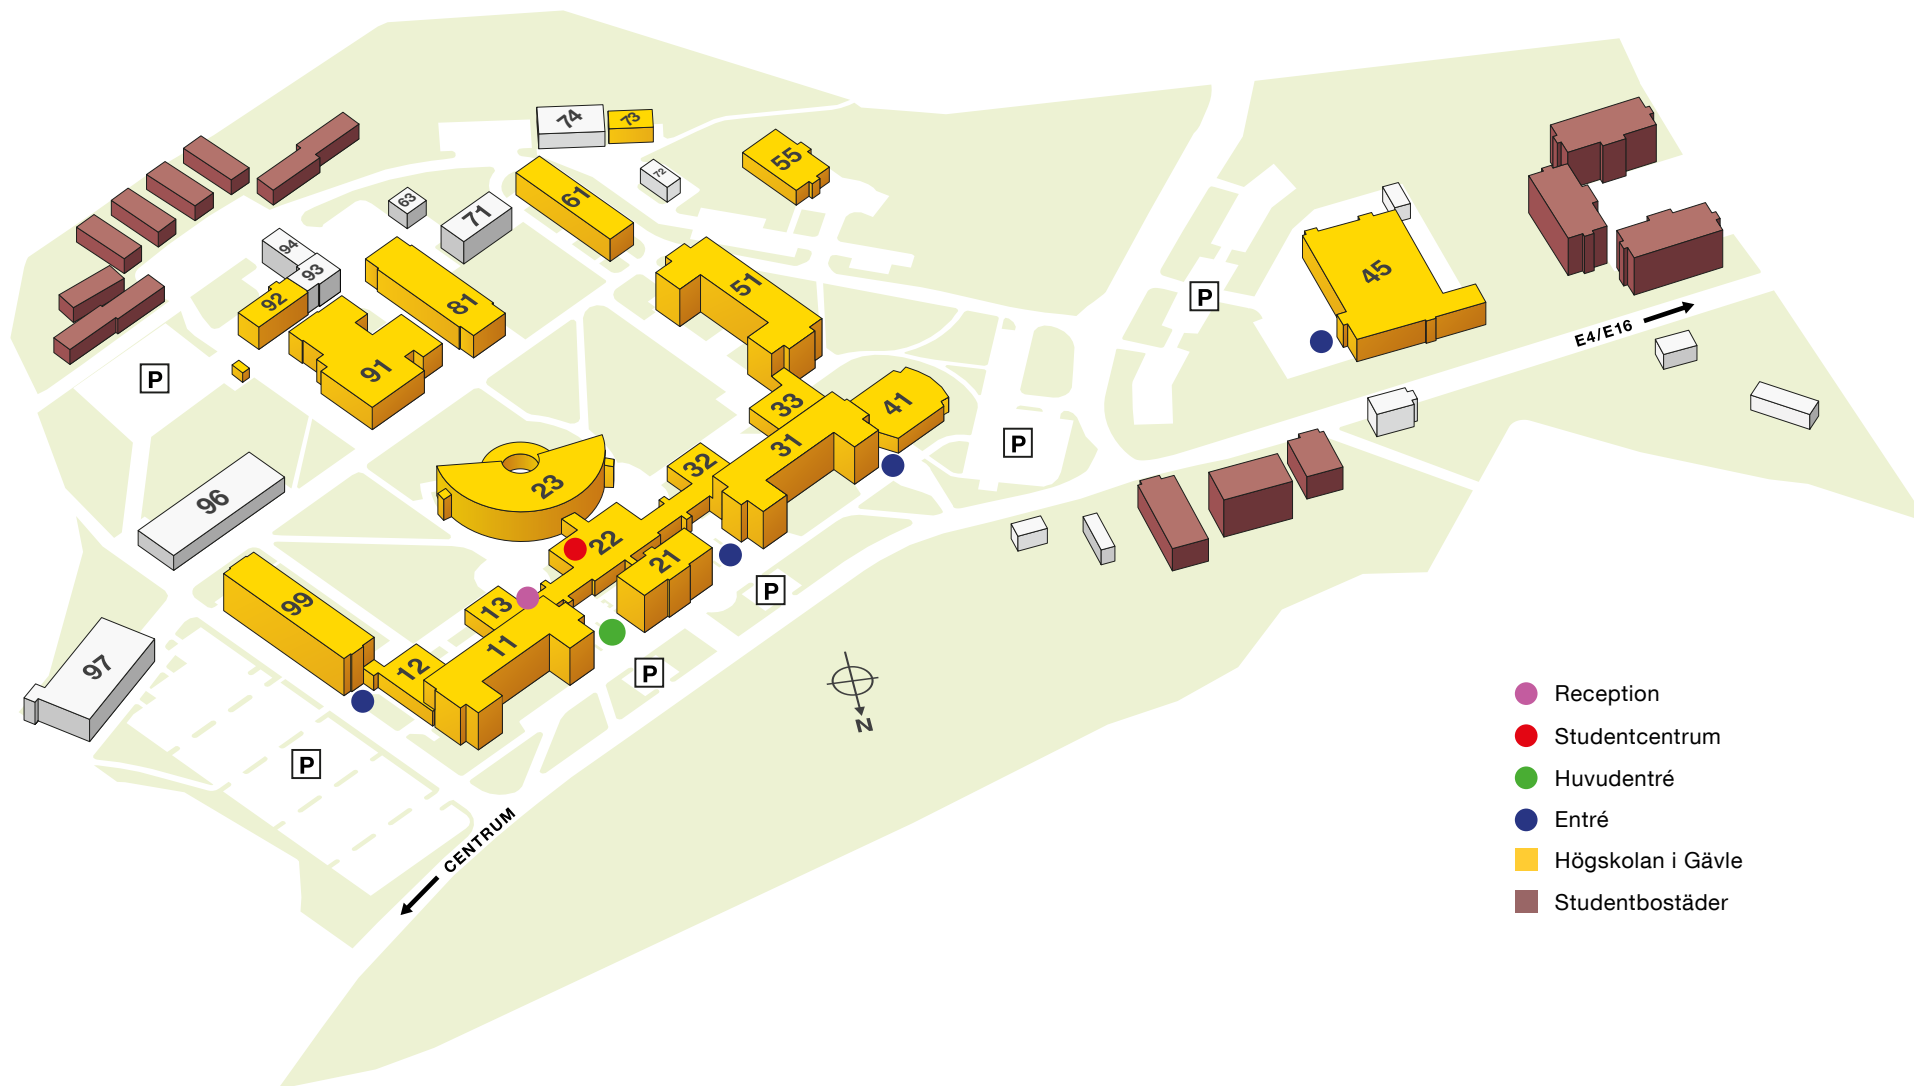 74
73
55
72
63
71
61
94
93
92
81
51
45
P
P
91
E4/E16
33
41
31
P
32
23
96
22
21
P
99
13
11
12
P
97
N
P
CENTRUM
Reception
Studentcentrum
Huvudentré
Entré
Högskolan i Gävle
Studentbostäder